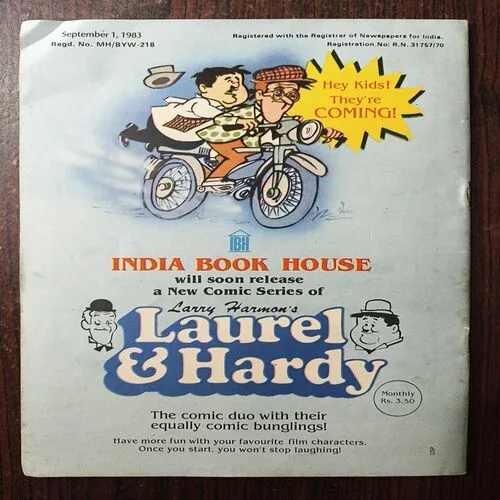 September 1, 1983
Regd. No. MH/BYW-218
Registered with the Registrar of Newspapers for India.
Registration No: R.N. 31757/70
Hey Kids!
They're
COMING!
IBH
INDIA BOOK HOUSE
will soon release
a New Comic Series of
Larry Harmon's
Laurel
& Hardy
Monthly
Rs. 3.50
The comic duo with their
equally comic bunglings!
Have more fun with your favourite film characters.
Once you start, you won't stop laughing!